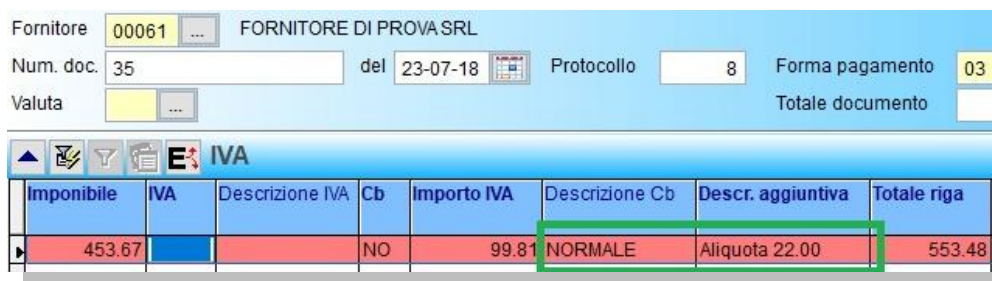 Fornitore 00061 ... FORNITORE DI PROVA SRL
Num. doc. 35 del 23-07-18 Protocollo 8 Forma pagamento 03
Valuta ... Totale documento
E IVA
Imponibile IVA Descrizione IVA Cb Importo IVA Descrizione Cb Descr. aggiuntiva Totale riga
453.67 NO 99.81 NORMALE Aliquota 22.00 553.48